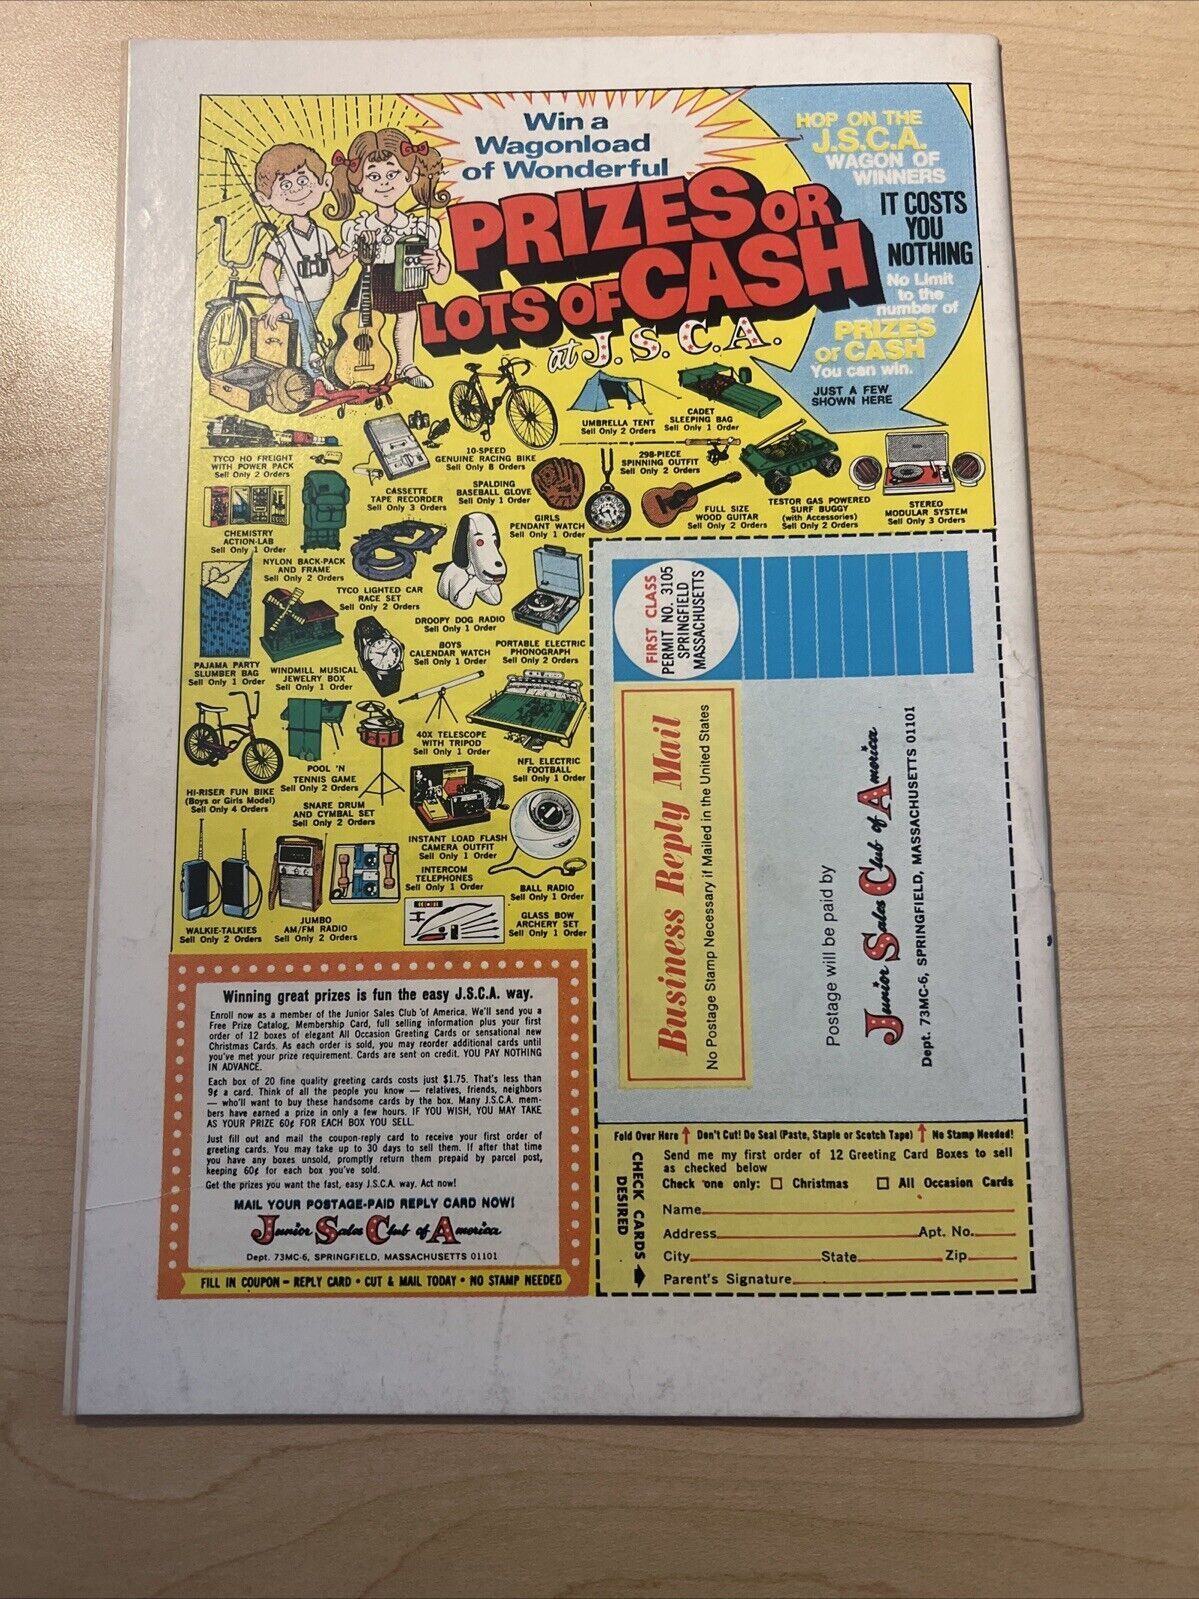 Win a
Wagonload
of Wonderful
PRIZES OR
LOTS OF CASH
at J.S.C.A.
HOP ON THE
J.S.C.A.
WAGON OF
WINNERS
IT COSTS
YOU
NOTHING
No Limit
to the
number of
PRIZES
or CASH
You can win.
JUST A FEW
SHOWN HERE
TYCO HO FREIGHT
WITH POWER PACK
Sell Only 2 Orders
CASSETTE
TAPE RECORDER
Sell Only 3 Orders
10-SPEED
GENUINE RACING BIKE
Sell Only 8 Orders
UMBRELLA TENT
Sell Only 2 Orders
CADET
SLEEPING BAG
Sell Only 1 Order
SPALDING
BASEBALL GLOVE
Sell Only 1 Order
298-PIECE
SPINNING OUTFIT
Sell Only 2 Orders
GIRLS
PENDANT WATCH
Sell Only 1 Order
FULL SIZE
WOOD GUITAR
Sell Only 2 Orders
TESTOR GAS POWERED
SURF BUGGY
(with Accessories)
Sell Only 2 Orders
STEREO
MODULAR SYSTEM
Sell Only 3 Orders
CHEMISTRY
ACTION-LAB
Sell Only 1 Order
NYLON BACK-PACK
AND FRAME
Sell Only 2 Orders
TYCO LIGHTED CAR
RACE SET
Sell Only 2 Orders
DROOPY DOG RADIO
Sell Only 1 Order
PAJAMA PARTY
SLUMBER BAG
Sell Only 1 Order
WINDMILL MUSICAL
JEWELRY BOX
Sell Only 1 Order
BOYS
CALENDAR WATCH
Sell Only 1 Order
PORTABLE ELECTRIC
PHONOGRAPH
Sell Only 2 Orders
40X TELESCOPE
WITH TRIPOD
Sell Only 1 Order
NFL ELECTRIC
FOOTBALL
Sell Only 1 Order
HI-RISER FUN BIKE
(Boys or Girls Model)
Sell Only 4 Orders
POOL 'N
TENNIS GAME
Sell Only 2 Orders
SNARE DRUM
AND CYMBAL SET
Sell Only 2 Orders
INSTANT LOAD FLASH
CAMERA OUTFIT
Sell Only 1 Order
INTERCOM
TELEPHONES
Sell Only 1 Order
BALL RADIO
Sell Only 1 Order
WALKIE-TALKIES
Sell Only 2 Orders
JUMBO
AM/FM RADIO
Sell Only 2 Orders
GLASS BOW
ARCHERY SET
Sell Only 1 Order
Winning great prizes is fun the easy J.S.C.A. way.
Enroll now as a member of the Junior Sales Club of America. We'll send you a
Free Prize Catalog, Membership Card, full selling information plus your first
order of 12 boxes of elegant All Occasion Greeting Cards or sensational new
Christmas Cards. As each order is sold, you may reorder additional cards until
you've met your prize requirement. Cards are sent on credit. YOU PAY NOTHING
IN ADVANCE.
Each box of 20 fine quality greeting cards costs just $1.75. That's less than
9¢ a card. Think of all the people you know — relatives, friends, neighbors
— who'll want to buy these handsome cards by the box. Many J.S.C.A. mem-
bers have earned a prize in only a few hours. IF YOU WISH, YOU MAY TAKE
AS YOUR PRIZE 60¢ FOR EACH BOX YOU SELL.
Just fill out and mail the coupon-reply card to receive your first order of
greeting cards. You may take up to 30 days to sell them. If after that time
you have any boxes unsold, promptly return them prepaid by parcel post,
keeping 60¢ for each box you've sold.
Get the prizes you want the fast, easy J.S.C.A. way. Act now!
MAIL YOUR POSTAGE-PAID REPLY CARD NOW!
Junior Sales Club of America
Dept. 73MC-6, SPRINGFIELD, MASSACHUSETTS 01101
FILL IN COUPON – REPLY CARD • CUT & MAIL TODAY • NO STAMP NEEDED
FIRST CLASS
PERMIT NO. 3105
SPRINGFIELD
MASSACHUSETTS
Business Reply Mail
No Postage Stamp Necessary if Mailed in the United States
Postage will be paid by
Junior Sales Club of America
Dept. 73MC-6, SPRINGFIELD, MASSACHUSETTS 01101
Fold Over Here ↑ Don't Cut! Do Seal (Paste, Staple or Scotch Tape) ↑ No Stamp Needed!
CHECK CARDS
DESIRED
Send me my first order of 12 Greeting Card Boxes to sell
as checked below
Check one only: □ Christmas □ All Occasion Cards
Name
Address Apt. No.
City State Zip
Parent's Signature